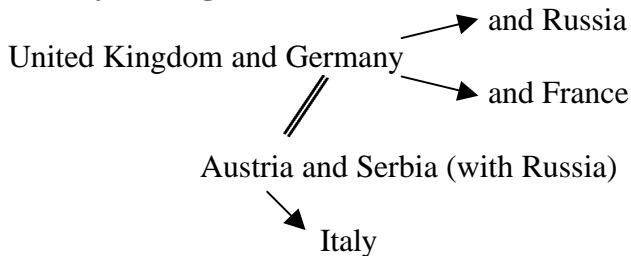 and Russia
United Kingdom and Germany
and France
Austria and Serbia (with Russia)
Italy